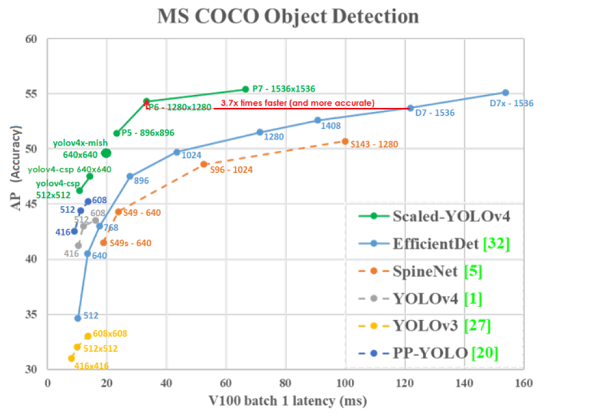 MS COCO Object Detection
60
55
50
45
40
35
30
AP (Accuracy)
P7 - 1536x1536
P6 - 1280x1280
3.7x times faster (and more accurate)
D7x - 1536
D7 - 1536
P5 - 896x896
1408
1280
S143 - 1280
yolov4x-mish
640x640
1024
S96 - 1024
yolov4-csp 640x640
896
yolov4-csp
512x512
608
512
608
S49 - 640
512
768
416
416
S49s - 640
640
512
608x608
512x512
416x416
Scaled-YOLOv4
EfficientDet [32]
SpineNet [5]
YOLOv4 [1]
YOLOv3 [27]
PP-YOLO [20]
0 20 40 60 80 100 120 140 160
V100 batch 1 latency (ms)